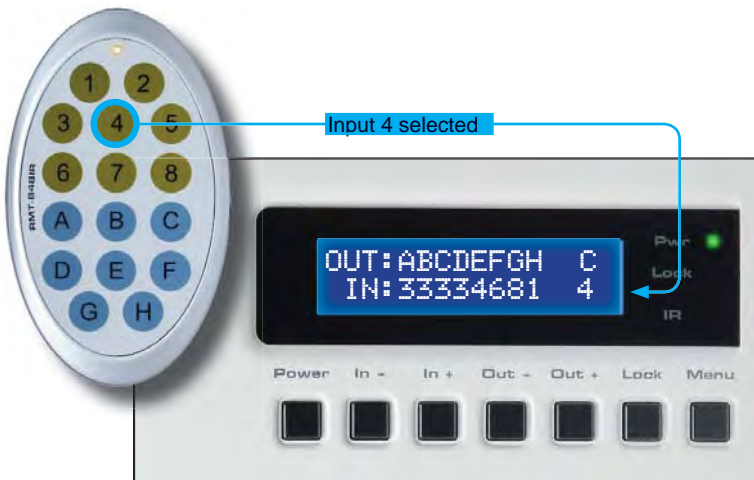 1 2
3 4 5
6 7 8
A B C
D E F
G H
RMT-848IR
Input 4 selected
OUT:ABCDEFGH C
IN:33334681 4
Pwr
Lock
IR
Power In - In + Out - Out + Lock Menu